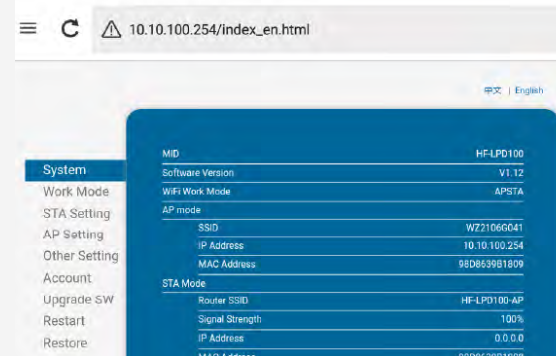 10.10.100.254/index_en.html
中文 | English
System
Work Mode
STA Setting
AP Setting
Other Setting
Account
Upgrade SW
Restart
Restore
MID HF-LPD100
Software Version V1.12
WiFi Work Mode APSTA
AP mode
SSID WZ2106G041
IP Address 10.10.100.254
MAC Address 98D863981809
STA Mode
Router SSID HF-LPD100-AP
Signal Strength 100%
IP Address 0.0.0.0
MAC Address